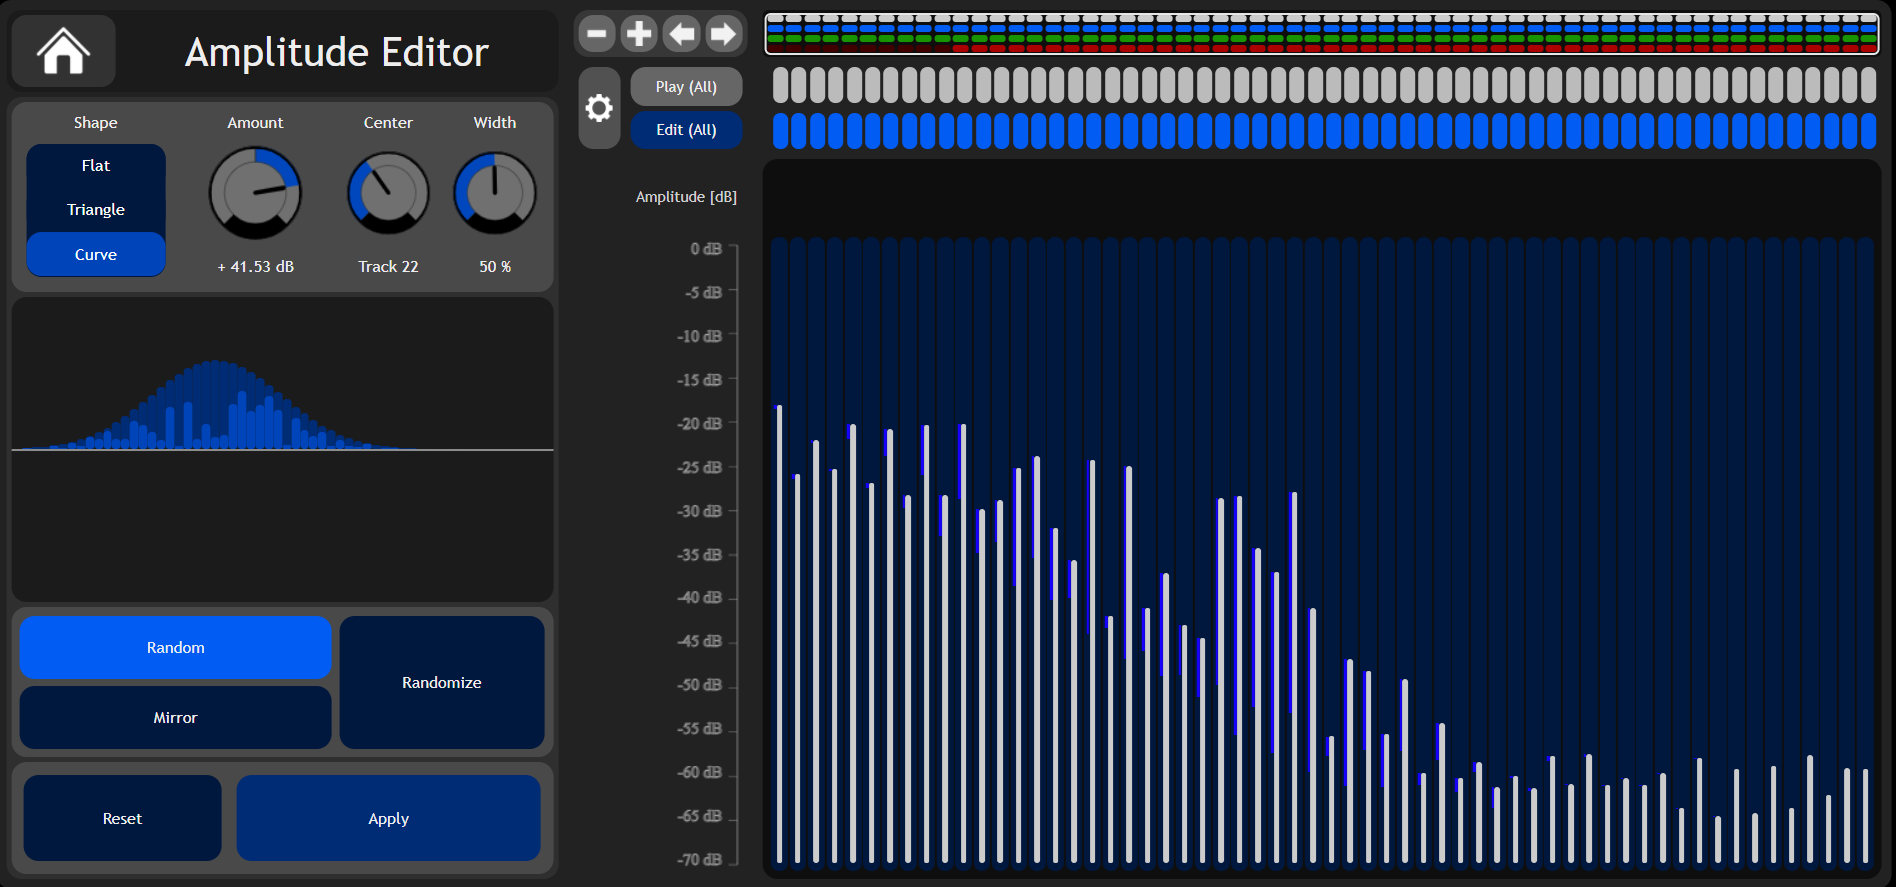 Amplitude Editor
Shape
Amount
Center
Width
Flat
Triangle
Curve
+ 41.53 dB
Track 22
50 %
Random
Mirror
Randomize
Reset
Apply
Play (All)
Edit (All)
Amplitude [dB]
0 dB
-5 dB
-10 dB
-15 dB
-20 dB
-25 dB
-30 dB
-35 dB
-40 dB
-45 dB
-50 dB
-55 dB
-60 dB
-65 dB
-70 dB